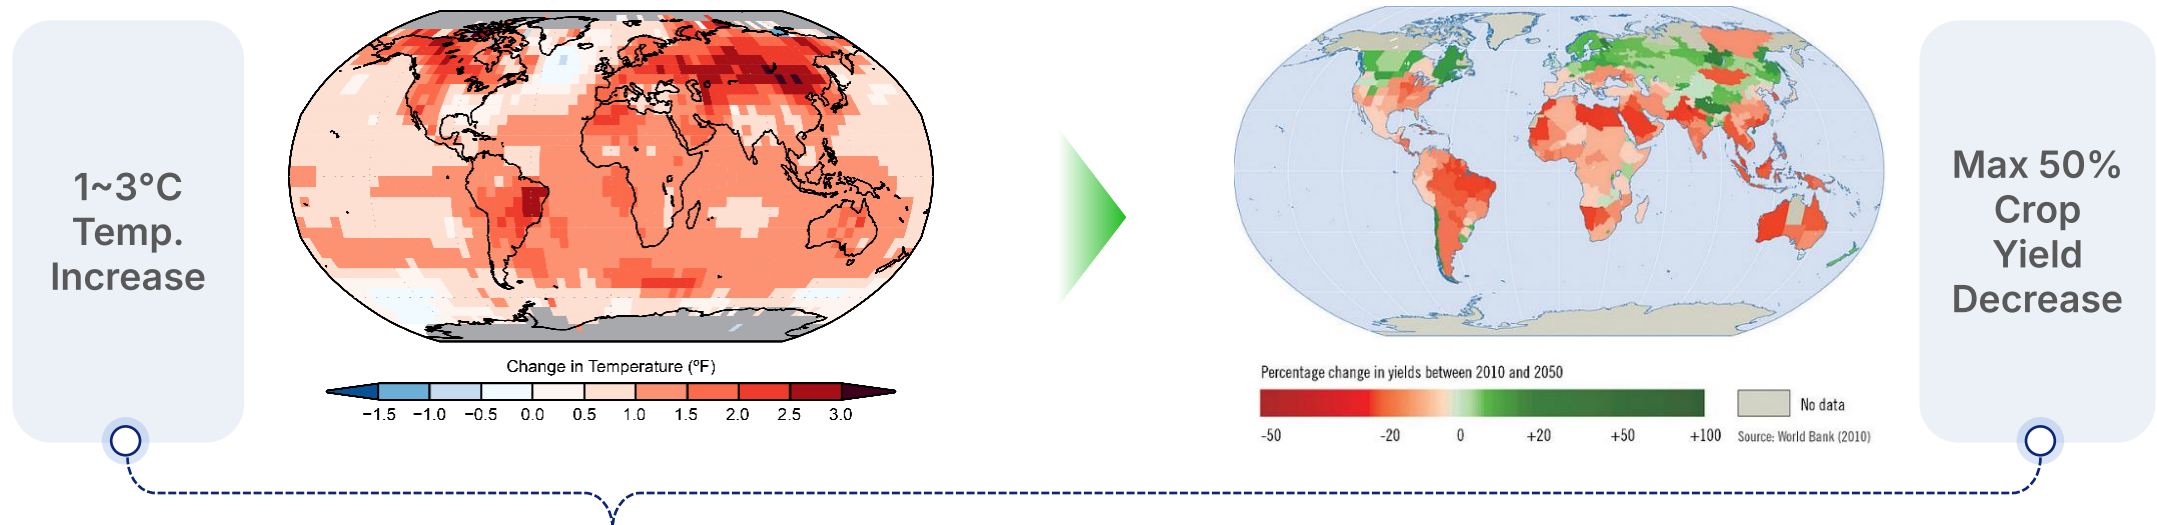 1~3°C
Temp.
Increase
Change in Temperature (°F)
−1.5 −1.0 −0.5 0.0 0.5 1.0 1.5 2.0 2.5 3.0
Percentage change in yields between 2010 and 2050
No data
-50 -20 0 +20 +50 +100
Source: World Bank (2010)
Max 50%
Crop
Yield
Decrease